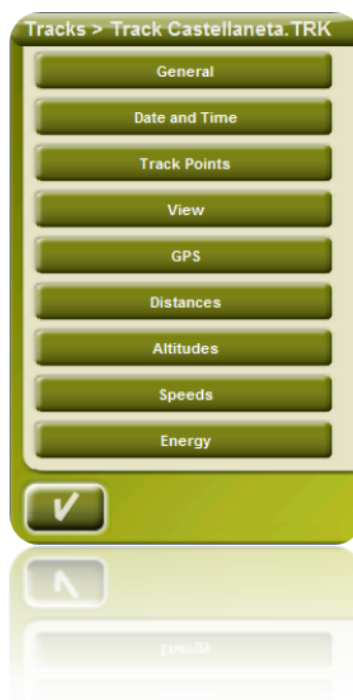 Tracks > Track Castellaneta.TRK
General
Date and Time
Track Points
View
GPS
Distances
Altitudes
Speeds
Energy